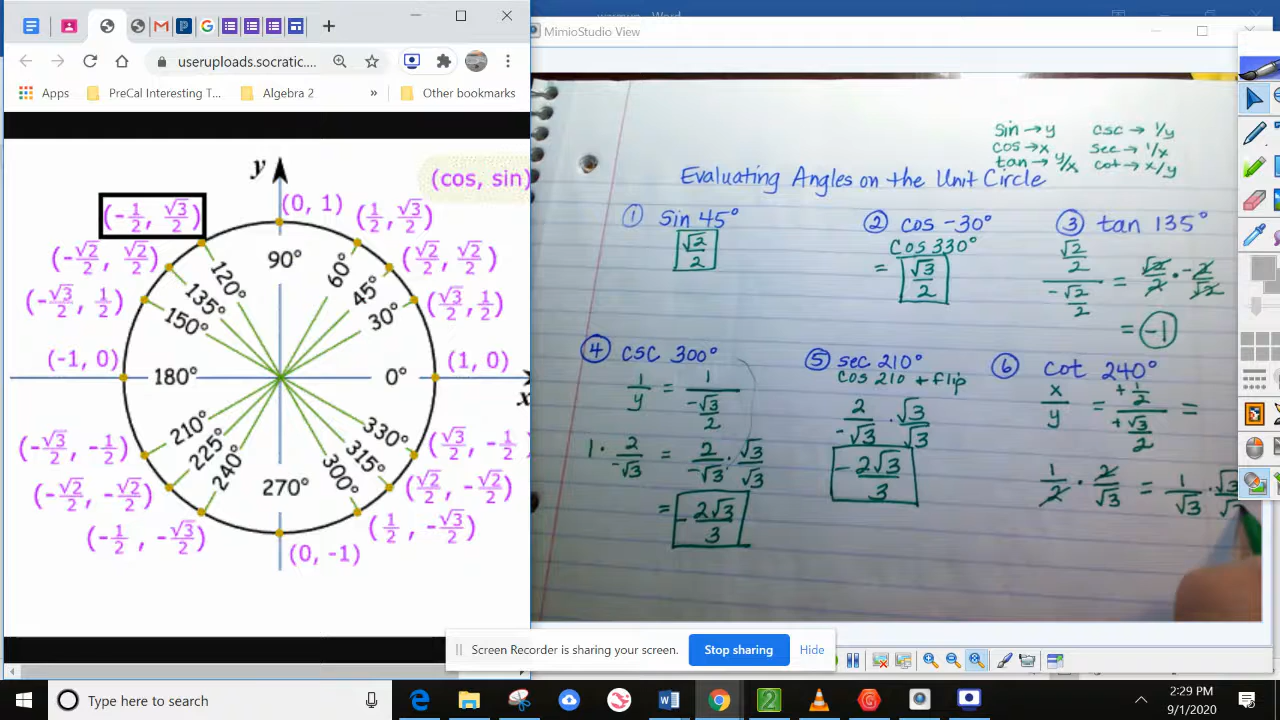 MimioStudio View
useruploads.socratic....
Apps
PreCal Interesting T...
Algebra 2
»
Other bookmarks
y
(cos, sin)
(0, 1)
(-1/2, √3/2)
(1/2, √3/2)
(-√2/2, √2/2)
(√2/2, √2/2)
(-√3/2, 1/2)
(√3/2, 1/2)
90°
120° 60°
135° 45°
150° 30°
(-1, 0)
(1, 0)
180° 0°
x
210° 330°
225° 315°
240° 300°
270°
(-√3/2, -1/2)
(√3/2, -1/2
(-√2/2, -√2/2)
(√2/2, -√2/2)
(-1/2, -√3/2)
(1/2, -√3/2)
(0, -1)
sin → y csc → 1/y
cos → x sec → 1/x
tan → y/x cot → x/y
Evaluating Angles on the Unit Circle
① sin 45°
√2/2
② cos -30°
cos 330°
= √3/2
③ tan 135°
√2/2 / -√2/2 = √2/2 · -2/√2
= -1
④ csc 300°
1/y = 1 / -√3/2
1 · 2/-√3 = 2/-√3 · √3/√3
= -2√3/3
⑤ sec 210°
cos 210 + flip
2/-√3 · √3/√3
-2√3/3
⑥ cot 240°
x/y = +1/2 / +√3/2 =
1/2 · 2/√3 = 1/√3 · √3/√3
Screen Recorder is sharing your screen.
Stop sharing
Hide
Type here to search
2:29 PM
9/1/2020